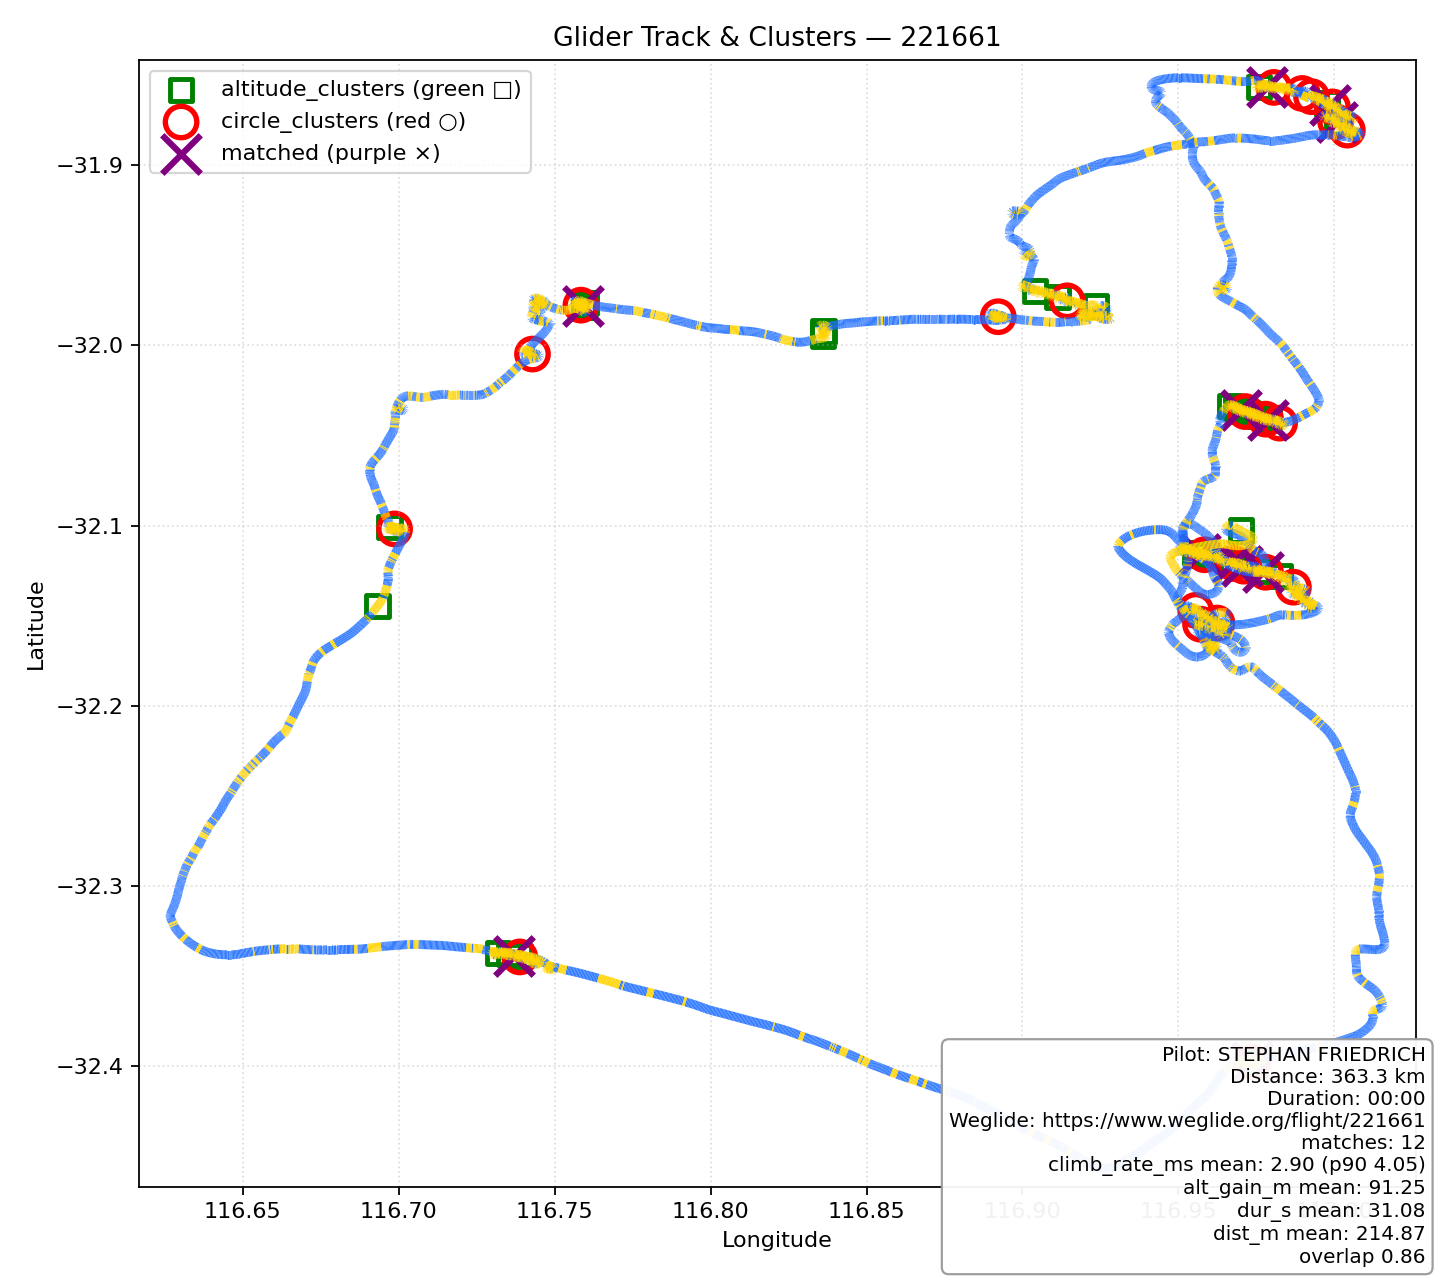 Glider Track & Clusters — 221661
altitude_clusters (green □)
circle_clusters (red ○)
matched (purple ×)
−31.9
−32.0
−32.1
−32.2
−32.3
−32.4
Latitude
116.65
116.70
116.75
116.80
116.85
116.90
116.95
Longitude
Pilot: STEPHAN FRIEDRICH
Distance: 363.3 km
Duration: 00:00
Weglide: https://www.weglide.org/flight/221661
matches: 12
climb_rate_ms mean: 2.90 (p90 4.05)
alt_gain_m mean: 91.25
dur_s mean: 31.08
dist_m mean: 214.87
overlap 0.86